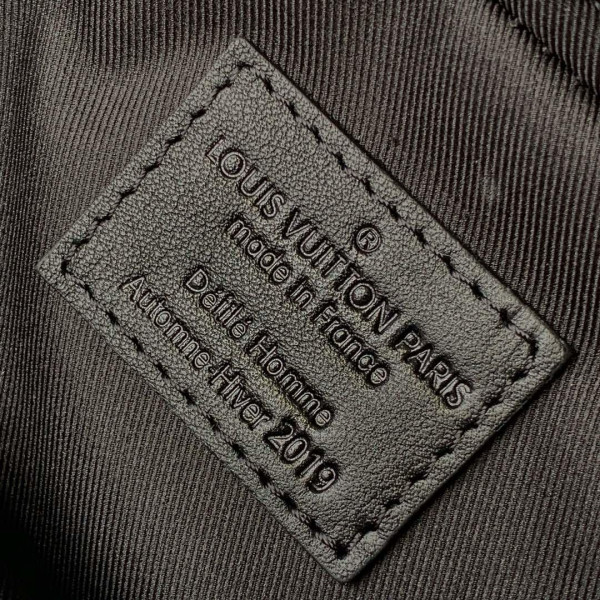 ®
LOUIS VUITTON PARIS
made in France
Défilé Homme
Automne-Hiver 2019